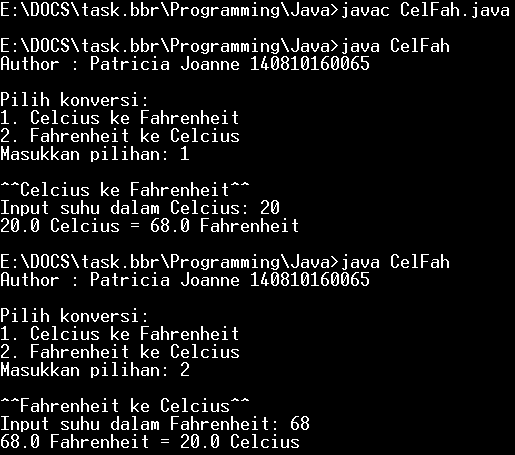 E:\DOCS\task.bbr\Programming\Java>javac CelFah.java
E:\DOCS\task.bbr\Programming\Java>java CelFah
Author : Patricia Joanne 140810160065
Pilih konversi:
1. Celcius ke Fahrenheit
2. Fahrenheit ke Celcius
Masukkan pilihan: 1
^^Celcius ke Fahrenheit^^
Input suhu dalam Celcius: 20
20.0 Celcius = 68.0 Fahrenheit
E:\DOCS\task.bbr\Programming\Java>java CelFah
Author : Patricia Joanne 140810160065
Pilih konversi:
1. Celcius ke Fahrenheit
2. Fahrenheit ke Celcius
Masukkan pilihan: 2
^^Fahrenheit ke Celcius^^
Input suhu dalam Fahrenheit: 68
68.0 Fahrenheit = 20.0 Celcius